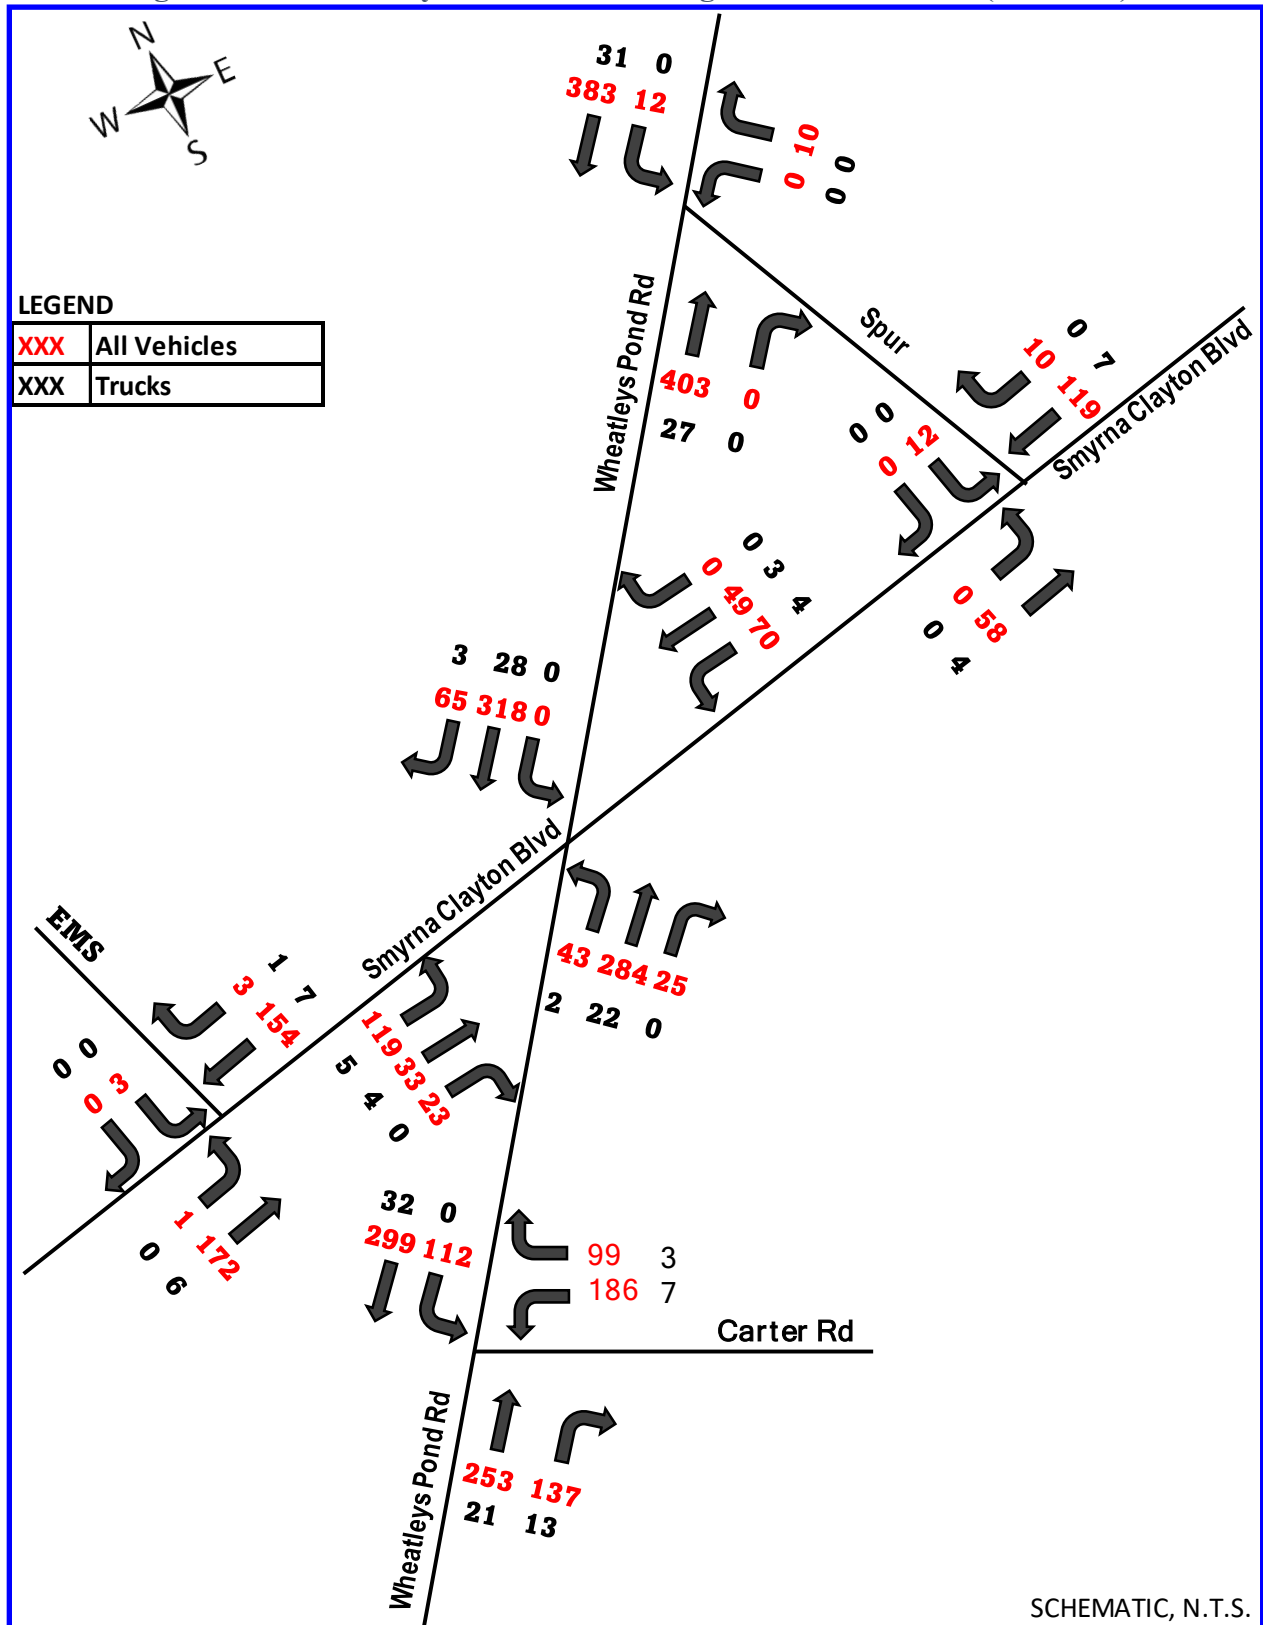 N
E
W
S
31 0
383 12
10 0
0 0
LEGEND
XXX All Vehicles
XXX Trucks
Wheatleys Pond Rd
403 0
27 0
Spur
0 7
10 119
Smyrna Clayton Blvd
0 0
0 12
0 58
0 4
0 3 4
0 49 70
3 28 0
65 318 0
Smyrna Clayton Blvd
43 284 25
2 22 0
EMS
1 7
3 154
0 0
0 3
1 172
0 6
119 33 23
5 4 0
32 0
299 112
99 3
186 7
Carter Rd
Wheatleys Pond Rd
253 137
21 13
SCHEMATIC, N.T.S.